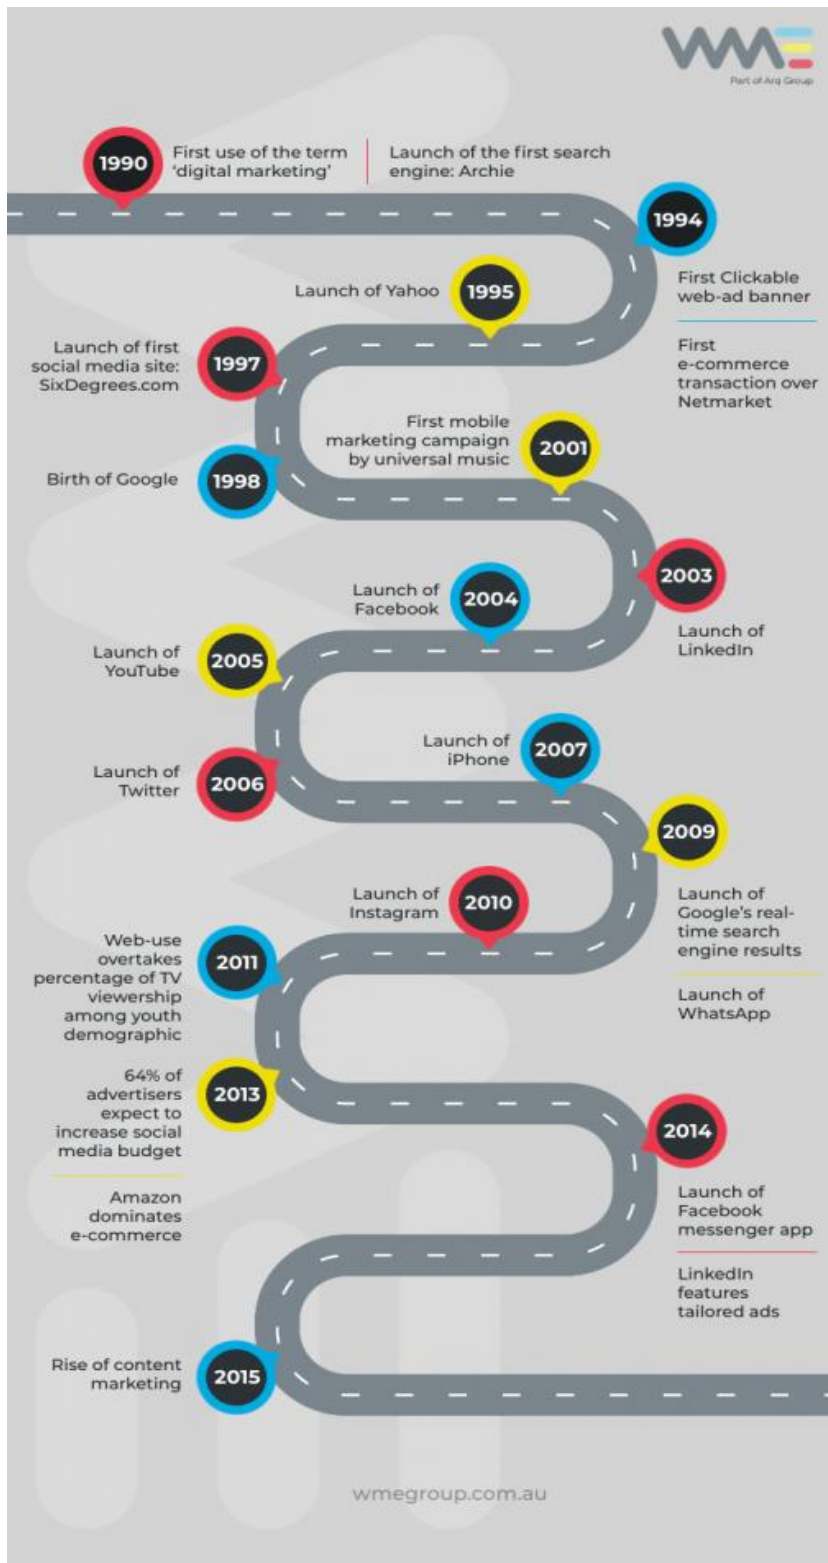 WME
Part of Arq Group
1990
First use of the term
'digital marketing'
Launch of the first search
engine: Archie
1994
First Clickable
web-ad banner
First
e-commerce
transaction over
Netmarket
Launch of Yahoo
1995
Launch of first
social media site:
SixDegrees.com
1997
Birth of Google
1998
First mobile
marketing campaign
by universal music
2001
2003
Launch of
LinkedIn
Launch of
Facebook
2004
Launch of
YouTube
2005
Launch of
Twitter
2006
Launch of
iPhone
2007
2009
Launch of
Google's real-
time search
engine results
Launch of
WhatsApp
Launch of
Instagram
2010
Web-use
overtakes
percentage of TV
viewership
among youth
demographic
2011
64% of
advertisers
expect to
increase social
media budget
2013
Amazon
dominates
e-commerce
2014
Launch of
Facebook
messenger app
LinkedIn
features
tailored ads
Rise of content
marketing
2015
wmegroup.com.au